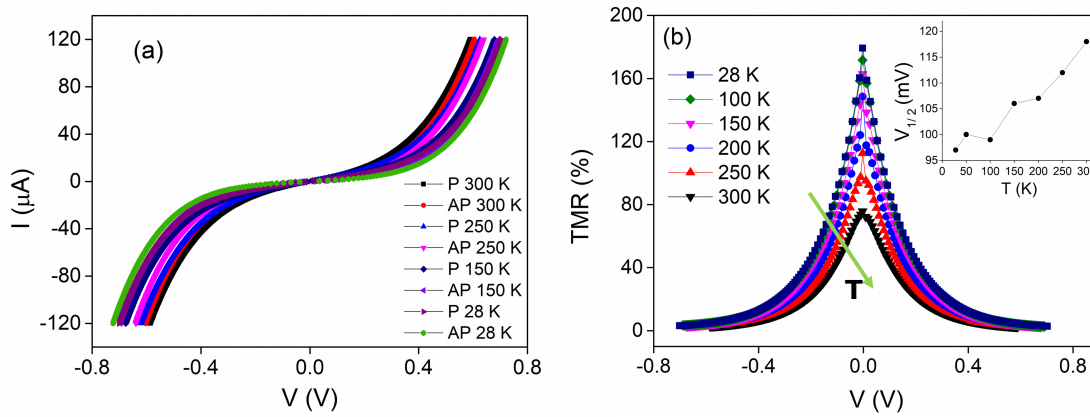 (a)
120
80
40
0
-40
-80
-120
I (μA)
-0.8
-0.4
0.0
0.4
0.8
V (V)
P 300 K
AP 300 K
P 250 K
AP 250 K
P 150 K
AP 150 K
P 28 K
AP 28 K
(b)
180
160
120
80
40
0
TMR (%)
-0.8
-0.4
0.0
0.4
0.8
V (V)
28 K
100 K
150 K
200 K
250 K
300 K
T
120
115
110
105
100
95
V1/2 (mV)
50
100
150
200
250
T (K)